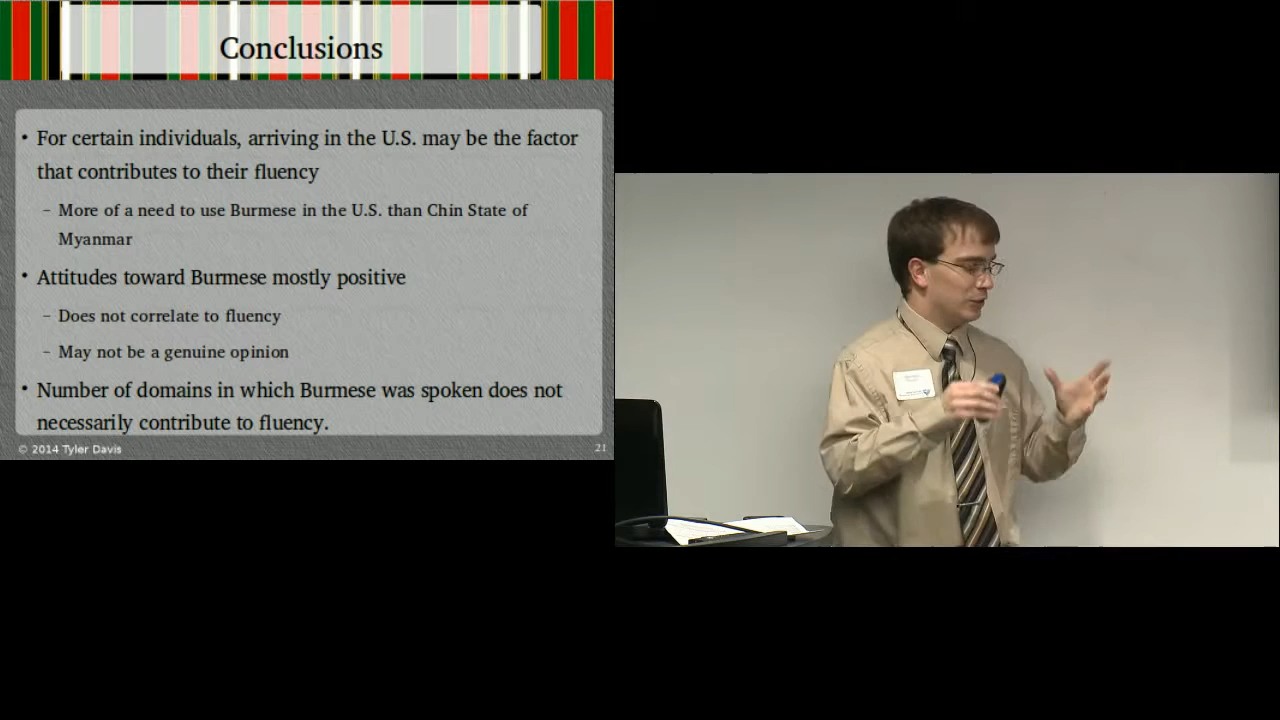 Conclusions
• For certain individuals, arriving in the U.S. may be the factor
that contributes to their fluency
– More of a need to use Burmese in the U.S. than Chin State of
Myanmar
• Attitudes toward Burmese mostly positive
– Does not correlate to fluency
– May not be a genuine opinion
• Number of domains in which Burmese was spoken does not
necessarily contribute to fluency.
© 2014 Tyler Davis
21